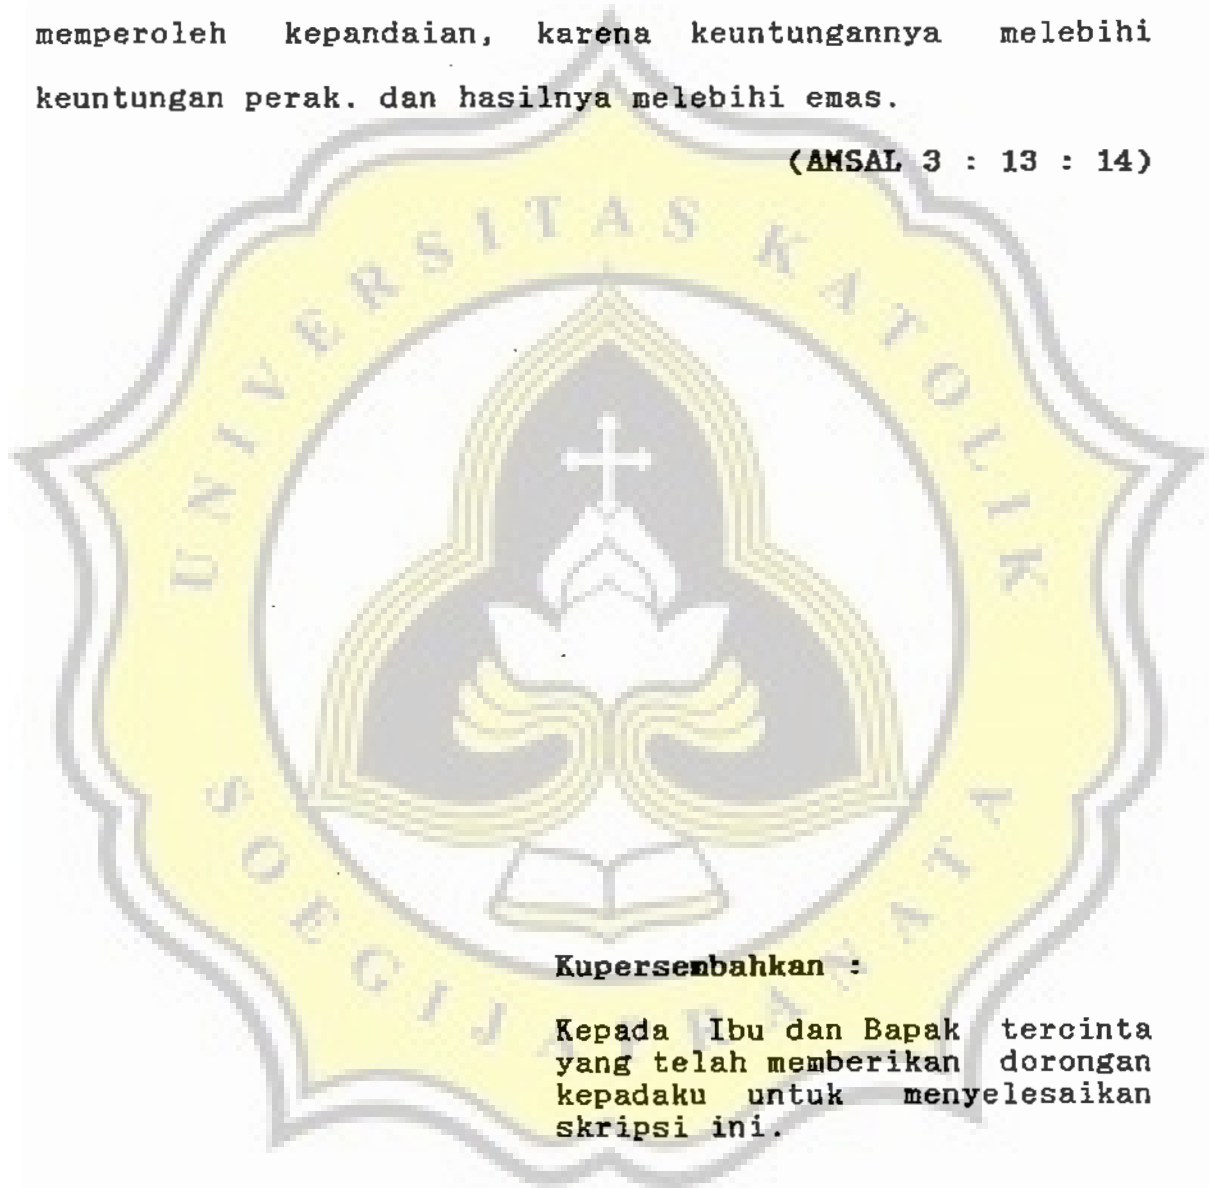 memperoleh kepandaian, karena keuntungannya melebihi
keuntungan perak. dan hasilnya melebihi emas.
(AMSAL 3 : 13 : 14)
UNIVERSITAS KATOLIK
SOEGIJAPRANATA
Kupersembahkan :
Kepada Ibu dan Bapak tercinta
yang telah memberikan dorongan
kepadaku untuk menyelesaikan
skripsi ini.